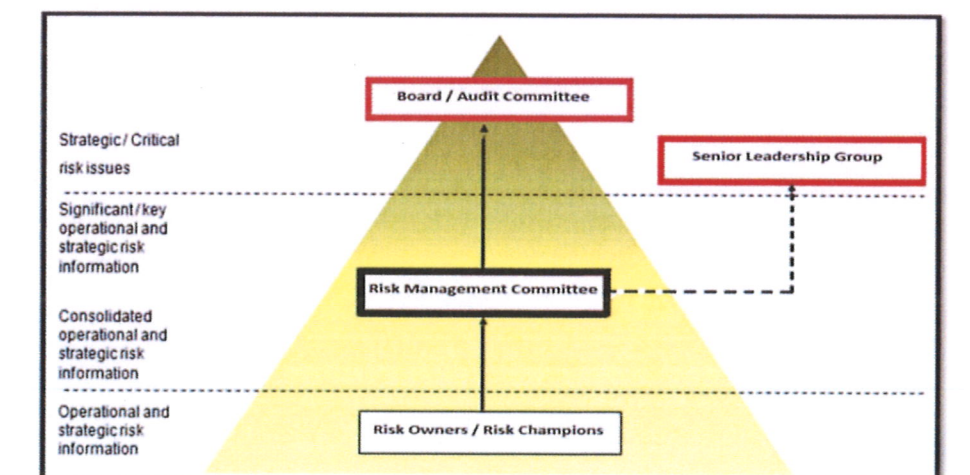 Board / Audit Committee
Strategic/ Critical
risk issues
Senior Leadership Group
Significant/key
operational and
strategic risk
information
Risk Management Committee
Consolidated
operational and
strategic risk
information
Operational and
strategic risk
information
Risk Owners / Risk Champions